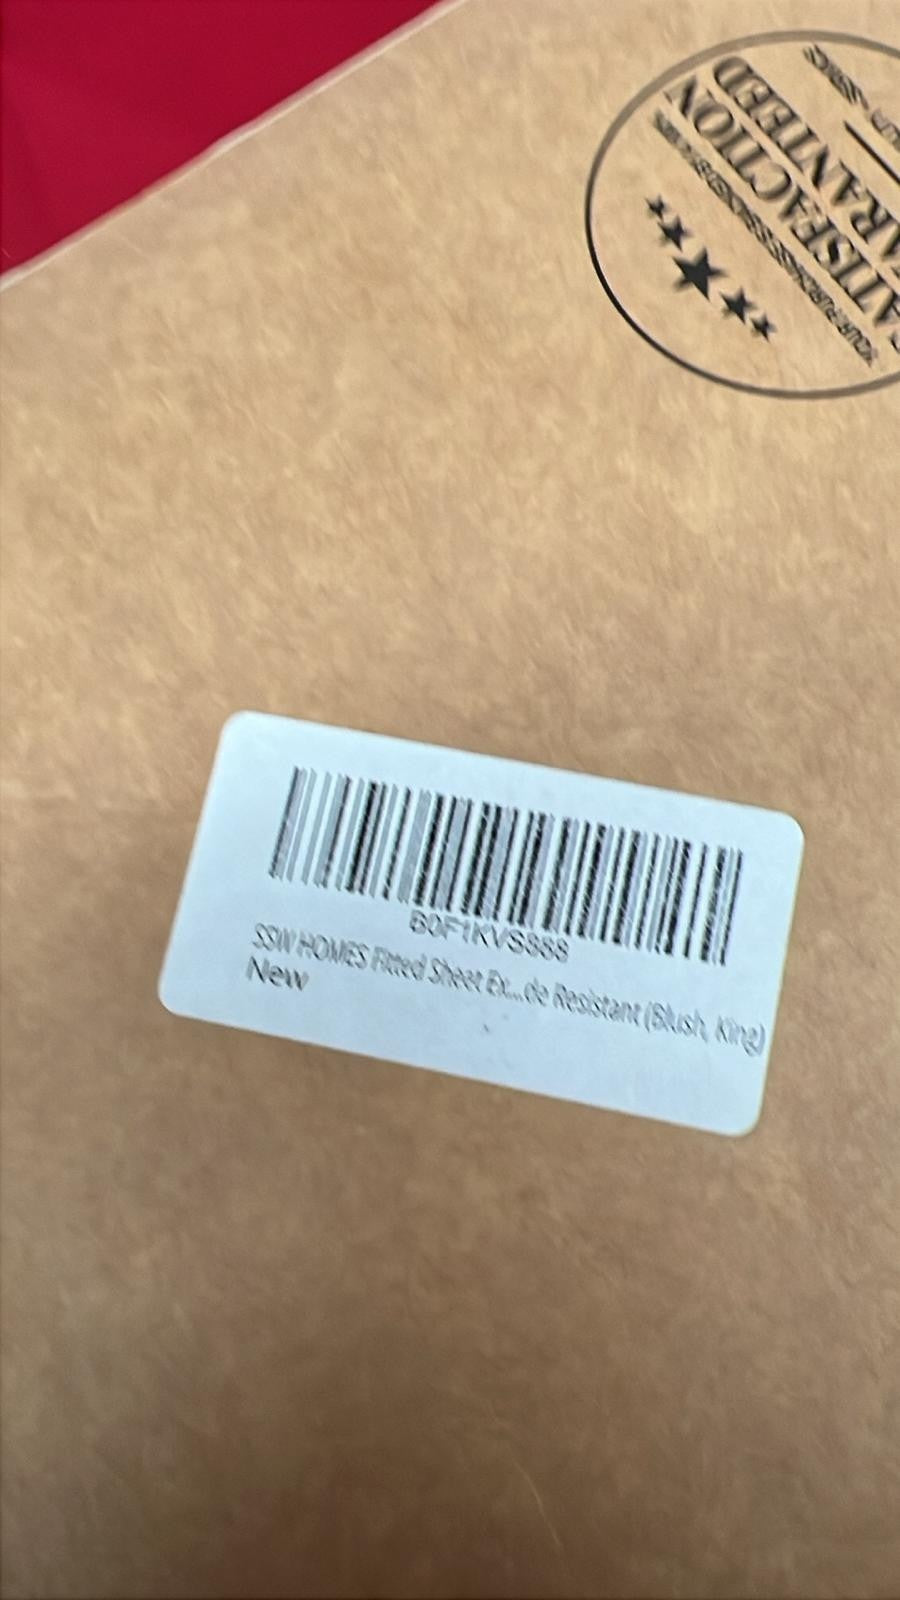 SATISFACTION
GUARANTEED
B0F1KVS888
SSW HOMES Fitted Sheet Ex...de Resistant (Blush, King)
New